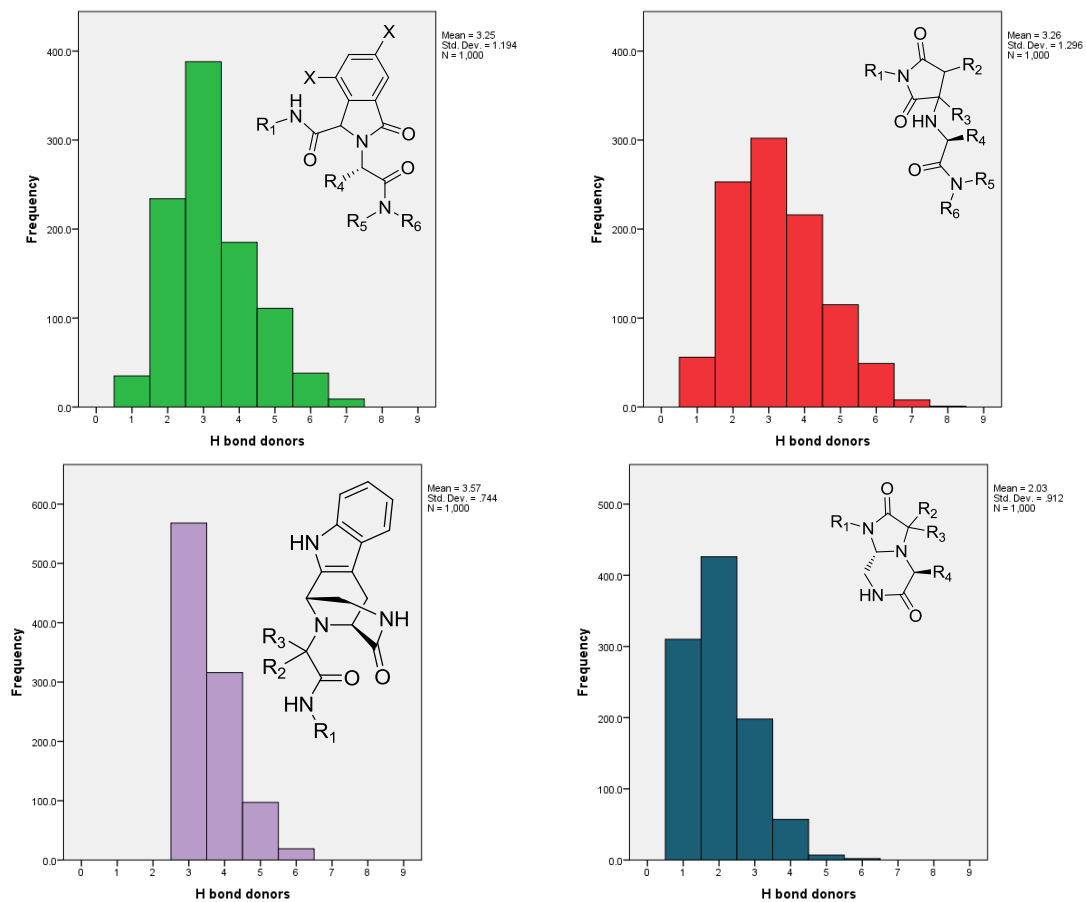 Mean = 3.25
Std. Dev. = 1.194
N = 1,000
400.0
300.0
200.0
100.0
0.0
Frequency
0 1 2 3 4 5 6 7 8 9
H bond donors
X
X
H
N
R1
O
N
O
R4
O
N
R5
R6
Mean = 3.26
Std. Dev. = 1.296
N = 1,000
400.0
300.0
200.0
100.0
0.0
Frequency
0 1 2 3 4 5 6 7 8 9
H bond donors
O
R1
N
R2
O
HN
R3
R4
O
N
R5
R6
Mean = 3.57
Std. Dev. = .744
N = 1,000
600.0
500.0
400.0
300.0
200.0
100.0
0.0
Frequency
0 1 2 3 4 5 6 7 8 9
H bond donors
HN
N
NH
R3
R2
O
O
HN
R1
Mean = 2.03
Std. Dev. = .912
N = 1,000
500.0
400.0
300.0
200.0
100.0
0.0
Frequency
0 1 2 3 4 5 6 7 8 9
H bond donors
O
R2
R1
N
R3
N
R4
HN
O